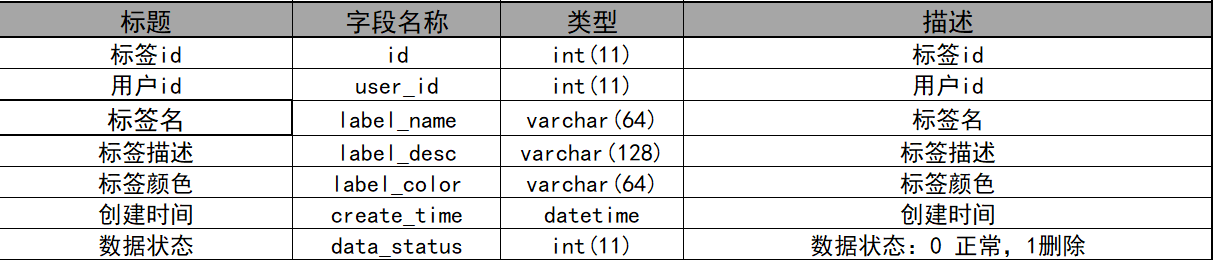 标题 字段名称 类型 描述
标签id id int(11) 标签id
用户id user_id int(11) 用户id
标签名 label_name varchar(64) 标签名
标签描述 label_desc varchar(128) 标签描述
标签颜色 label_color varchar(64) 标签颜色
创建时间 create_time datetime 创建时间
数据状态 data_status int(11) 数据状态：0 正常，1删除